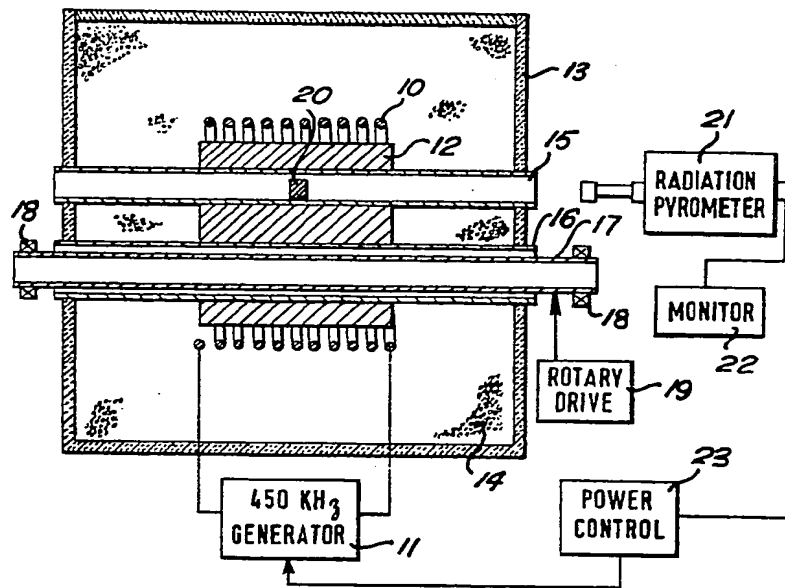 10
20
12
13
15
21
RADIATION
PYROMETER
18
16
17
18
MONITOR
22
ROTARY
DRIVE
19
14
23
450 KHz
GENERATOR
11
POWER
CONTROL